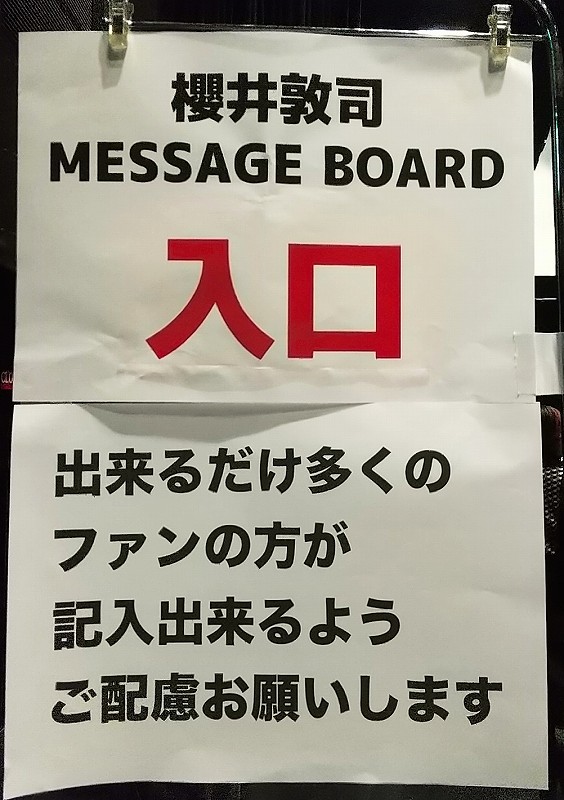 櫻井敦司
MESSAGE BOARD
入口
出来るだけ多くの
ファンの方が
記入出来るよう
ご配慮お願いします